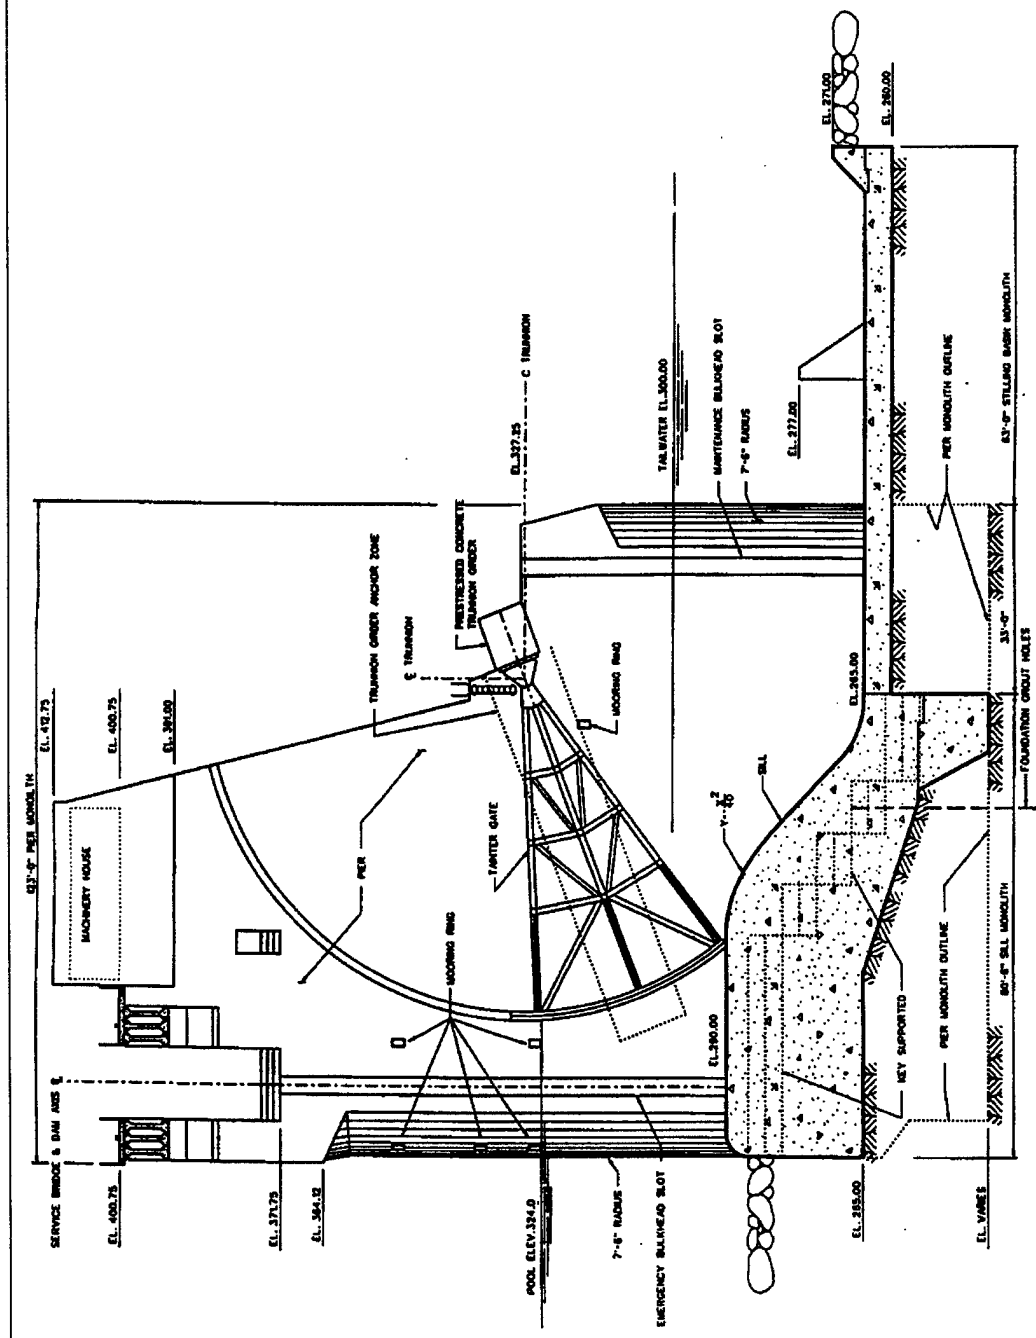 123'-0" PIER MONOLITH
EL. 412.75
MACHINERY HOUSE
SERVICE BRIDGE & DAM AXIS
EL. 400.75
EL. 400.75
EL. 391.00
EL. 371.75
EL. 364.12
PIER
TRUNNION GIRDER ANCHOR ZONE
C TRUNNION
PRESTRESSED CONCRETE
TRUNNION GIRDER
MOORING RING
EL.327.25
C TRUNNION
TAINTER GATE
POOL ELEV.324.0
MOORING RING
7'-6" RADIUS
EMERGENCY BULKHEAD SLOT
TAILWATER EL.300.00
MAINTENANCE BULKHEAD SLOT
7'-6" RADIUS
EL.290.00
SILL
EL. 277.00
EL. 271.00
EL.265.00
EL. 260.00
EL. 265.00
KEY SUPPORTED
PIER MONOLITH OUTLINE
PIER MONOLITH OUTLINE
EL. VARIES
80'-6" SILL MONOLITH
33'-0"
63'-0" STILLING BASIN MONOLITH
FOUNDATION GROUT HOLES